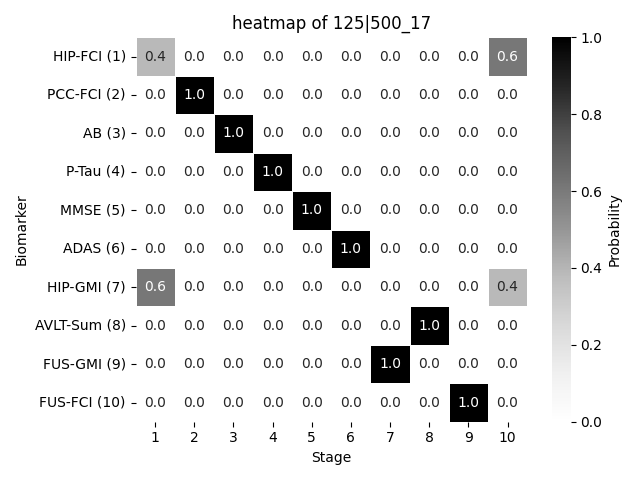 heatmap of 125|500_17
HIP-FCI (1) 0.4 0.0 0.0 0.0 0.0 0.0 0.0 0.0 0.0 0.6
PCC-FCI (2) 0.0 1.0 0.0 0.0 0.0 0.0 0.0 0.0 0.0 0.0
AB (3) 0.0 0.0 1.0 0.0 0.0 0.0 0.0 0.0 0.0 0.0
P-Tau (4) 0.0 0.0 0.0 1.0 0.0 0.0 0.0 0.0 0.0 0.0
MMSE (5) 0.0 0.0 0.0 0.0 1.0 0.0 0.0 0.0 0.0 0.0
ADAS (6) 0.0 0.0 0.0 0.0 0.0 1.0 0.0 0.0 0.0 0.0
HIP-GMI (7) 0.6 0.0 0.0 0.0 0.0 0.0 0.0 0.0 0.0 0.4
AVLT-Sum (8) 0.0 0.0 0.0 0.0 0.0 0.0 0.0 1.0 0.0 0.0
FUS-GMI (9) 0.0 0.0 0.0 0.0 0.0 0.0 1.0 0.0 0.0 0.0
FUS-FCI (10) 0.0 0.0 0.0 0.0 0.0 0.0 0.0 0.0 1.0 0.0
1 2 3 4 5 6 7 8 9 10
Stage
Biomarker
1.0
0.8
0.6
0.4
0.2
0.0
Probability